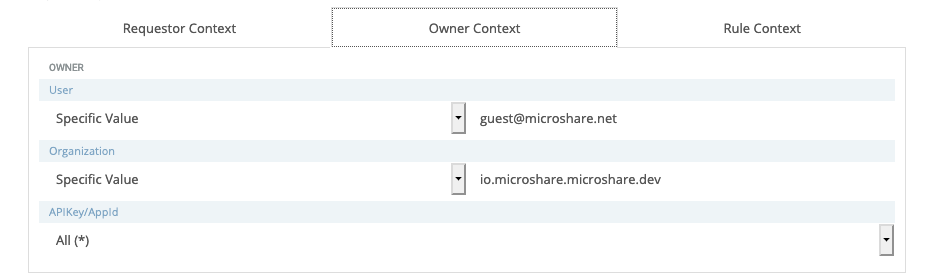 Requestor Context Owner Context Rule Context
OWNER
User
Specific Value guest@microshare.net
Organization
Specific Value io.microshare.microshare.dev
APIKey/AppId
All (*)